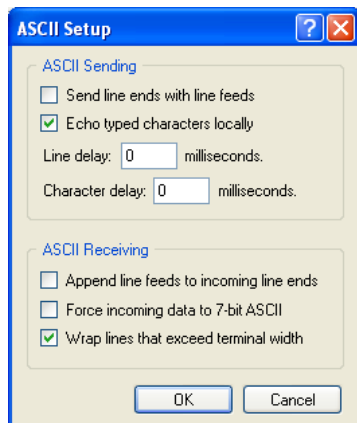 ASCII Setup
ASCII Sending
Send line ends with line feeds
Echo typed characters locally
Line delay: 0 milliseconds.
Character delay: 0 milliseconds.
ASCII Receiving
Append line feeds to incoming line ends
Force incoming data to 7-bit ASCII
Wrap lines that exceed terminal width
OK Cancel